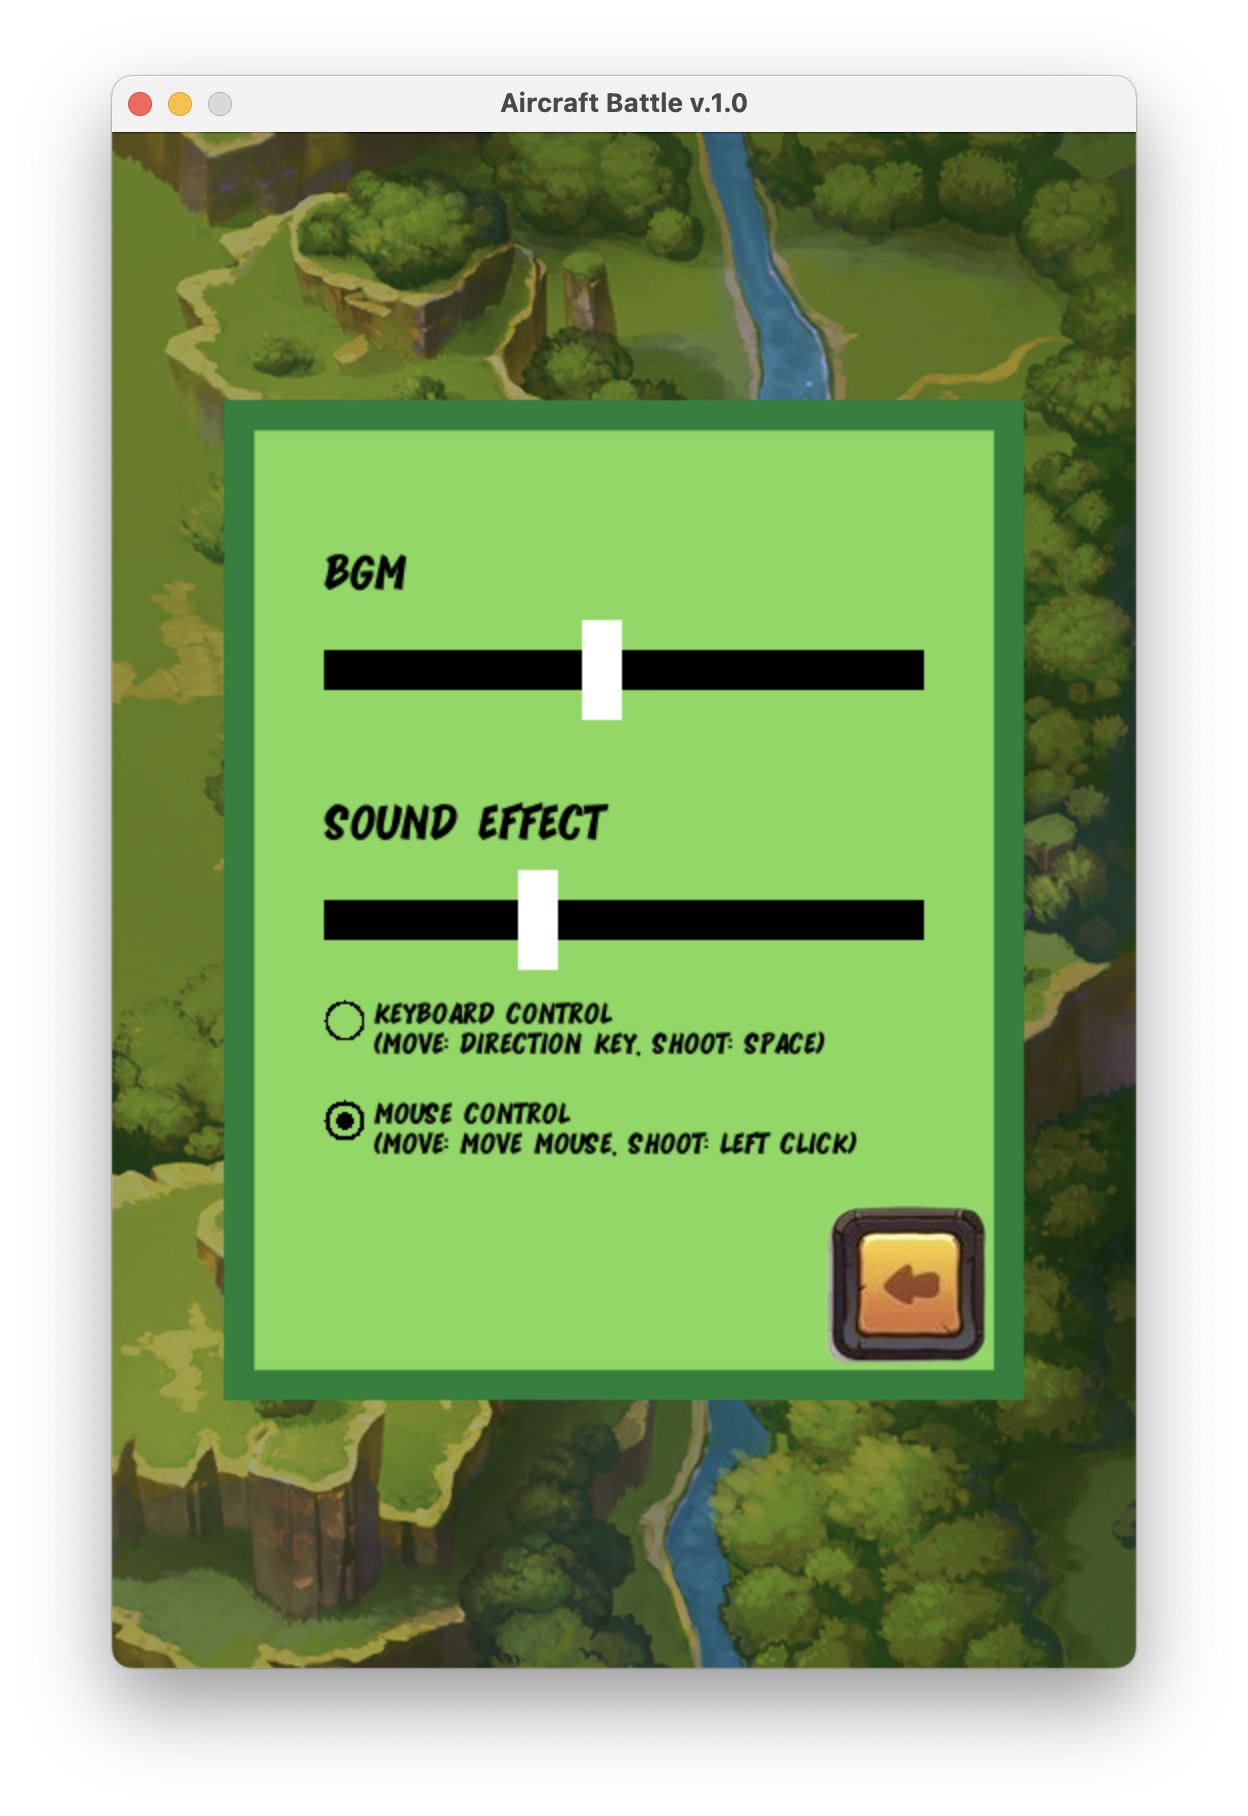 Aircraft Battle v.1.0
BGM
SOUND EFFECT
KEYBOARD CONTROL
(MOVE: DIRECTION KEY, SHOOT: SPACE)
MOUSE CONTROL
(MOVE: MOVE MOUSE, SHOOT: LEFT CLICK)